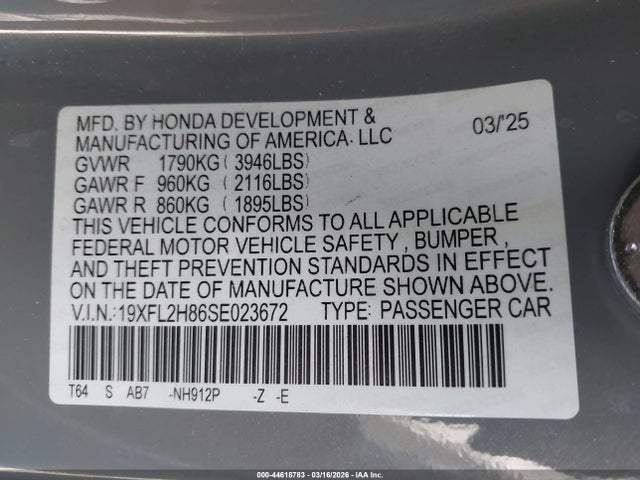 MFD. BY HONDA DEVELOPMENT &
MANUFACTURING OF AMERICA. LLC 03/'25
GVWR 1790KG ( 3946LBS )
GAWR F 960KG ( 2116LBS )
GAWR R 860KG ( 1895LBS )
THIS VEHICLE CONFORMS TO ALL APPLICABLE
FEDERAL MOTOR VEHICLE SAFETY , BUMPER ,
AND THEFT PREVENTION STANDARDS IN EFFECT
ON THE DATE OF MANUFACTURE SHOWN ABOVE.
V.I.N.:19XFL2H86SE023672 TYPE: PASSENGER CAR
T64 S AB7 -NH912P -Z -E
000-44618783 | 03/16/2026 | IAA Inc.